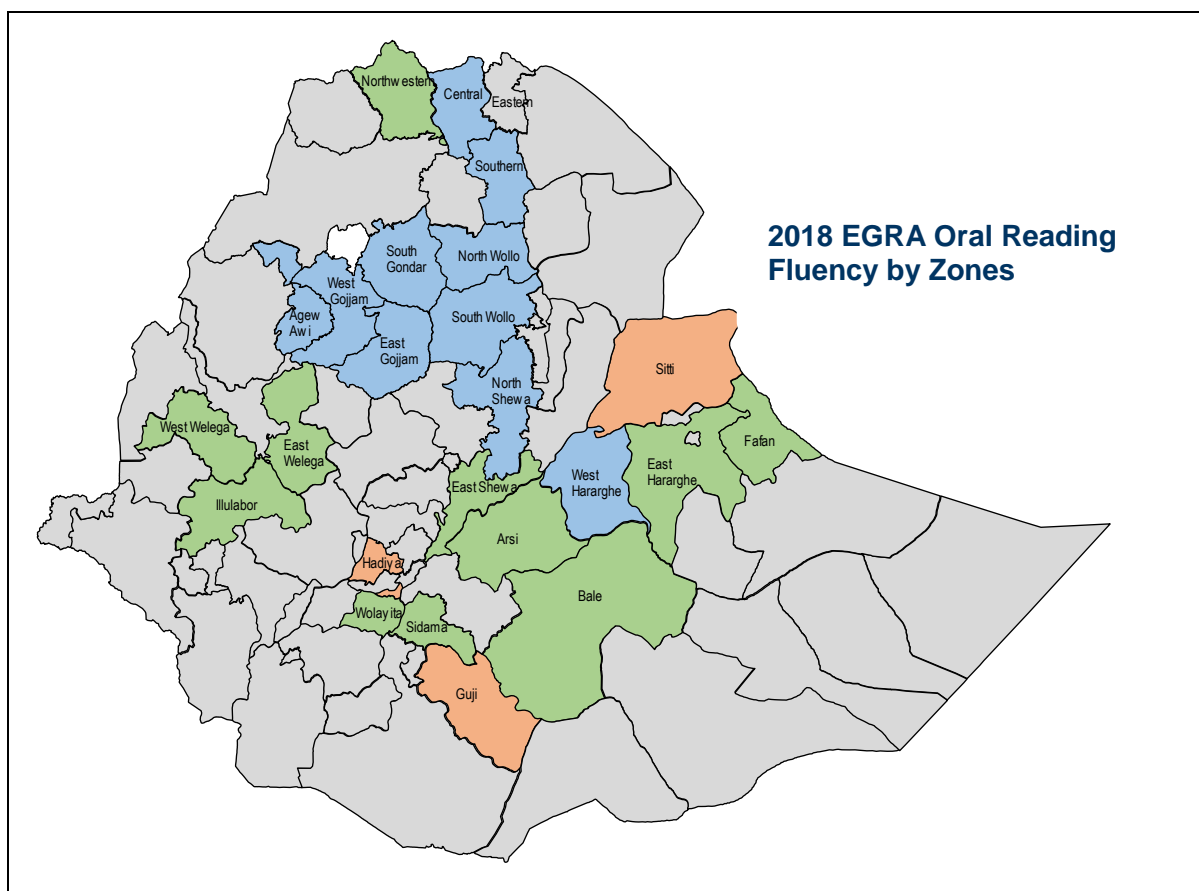 Northwestern
Central
Eastern
Southern
2018 EGRA Oral Reading
Fluency by Zones
South
Gondar
North Wollo
West
Gojjam
Agew
Awi
South Wollo
East
Gojjam
Sitti
North
Shewa
West Welega
East
Welega
Fafan
East
Hararghe
West
Hararghe
East Shewa
Illulabor
Arsi
Hadiya
Bale
Wolayita
Sidama
Guji